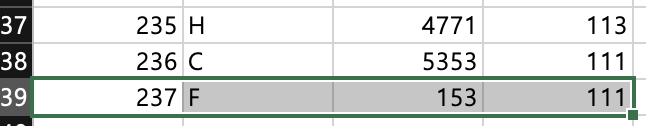 37 235 H 4771 113
38 236 C 5353 111
39 237 F 153 111